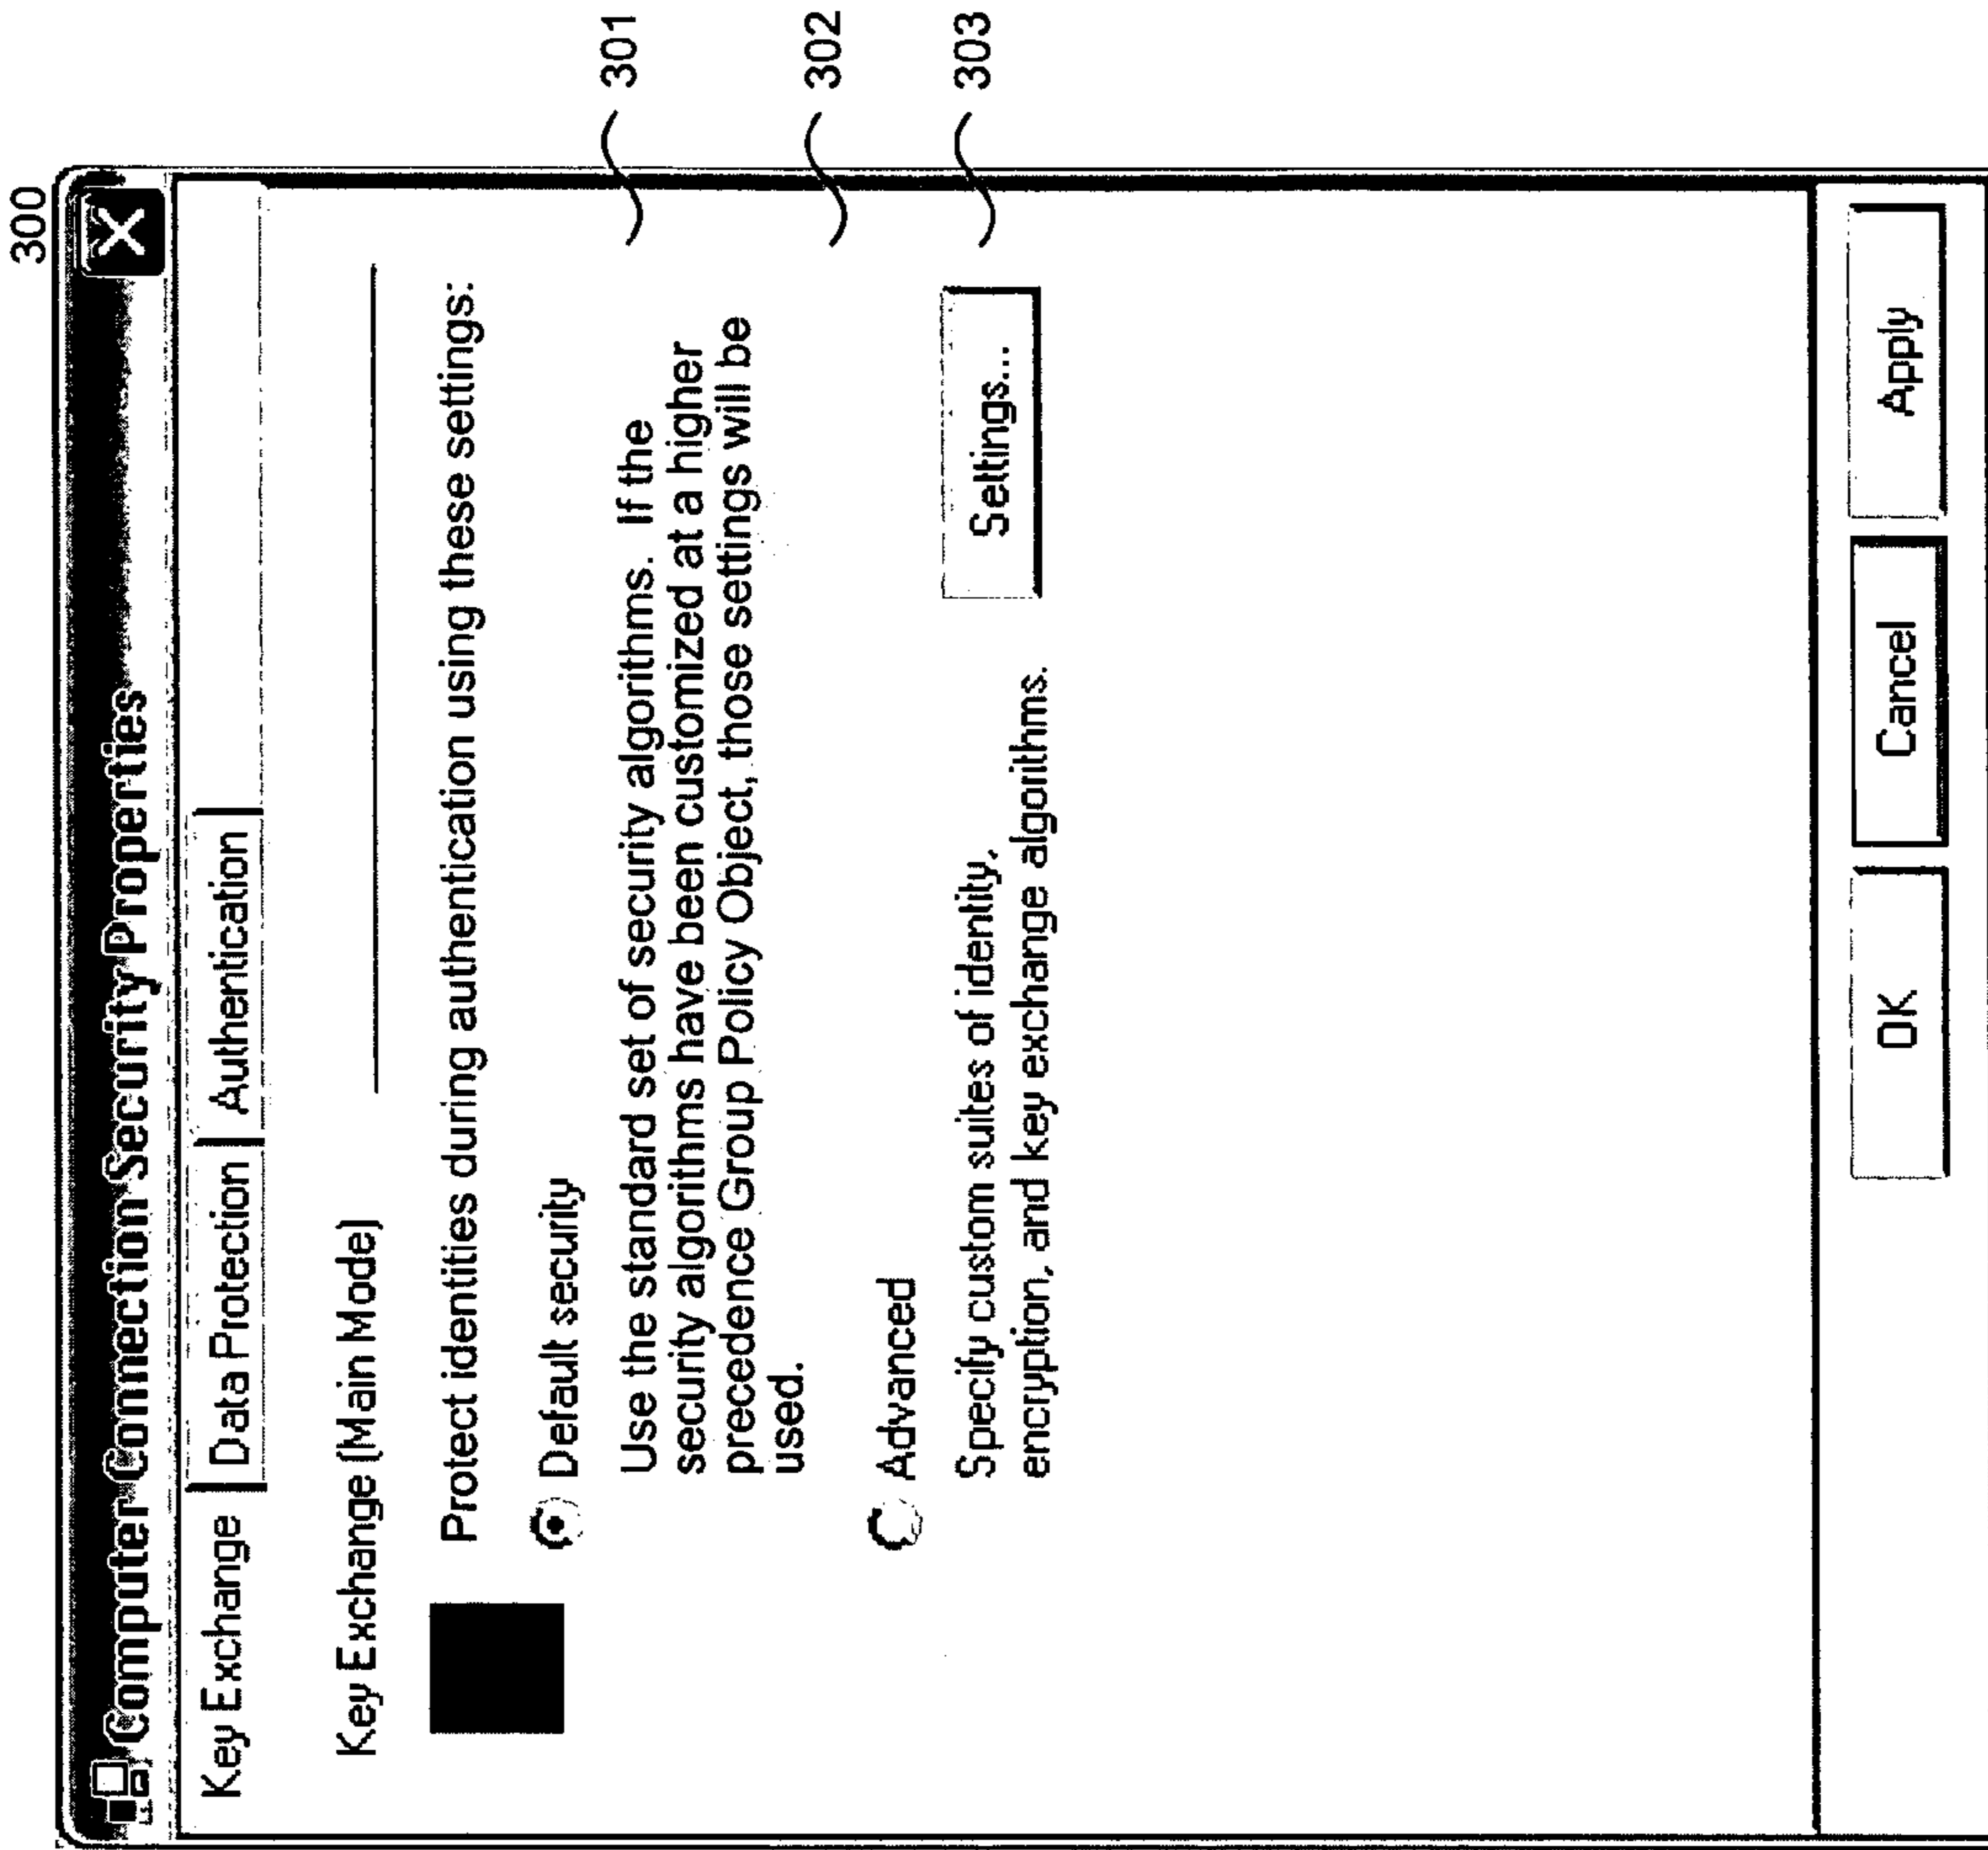 300
Computer Connection Security Properties
Key Exchange Data Protection Authentication
Key Exchange (Main Mode)
Protect identities during authentication using these settings:
Default security
301
Use the standard set of security algorithms. If the
security algorithms have been customized at a higher
precedence Group Policy Object, those settings will be
used.
302
Advanced
303
Specify custom suites of identity,
encryption, and key exchange algorithms.
Settings...
OK Cancel Apply